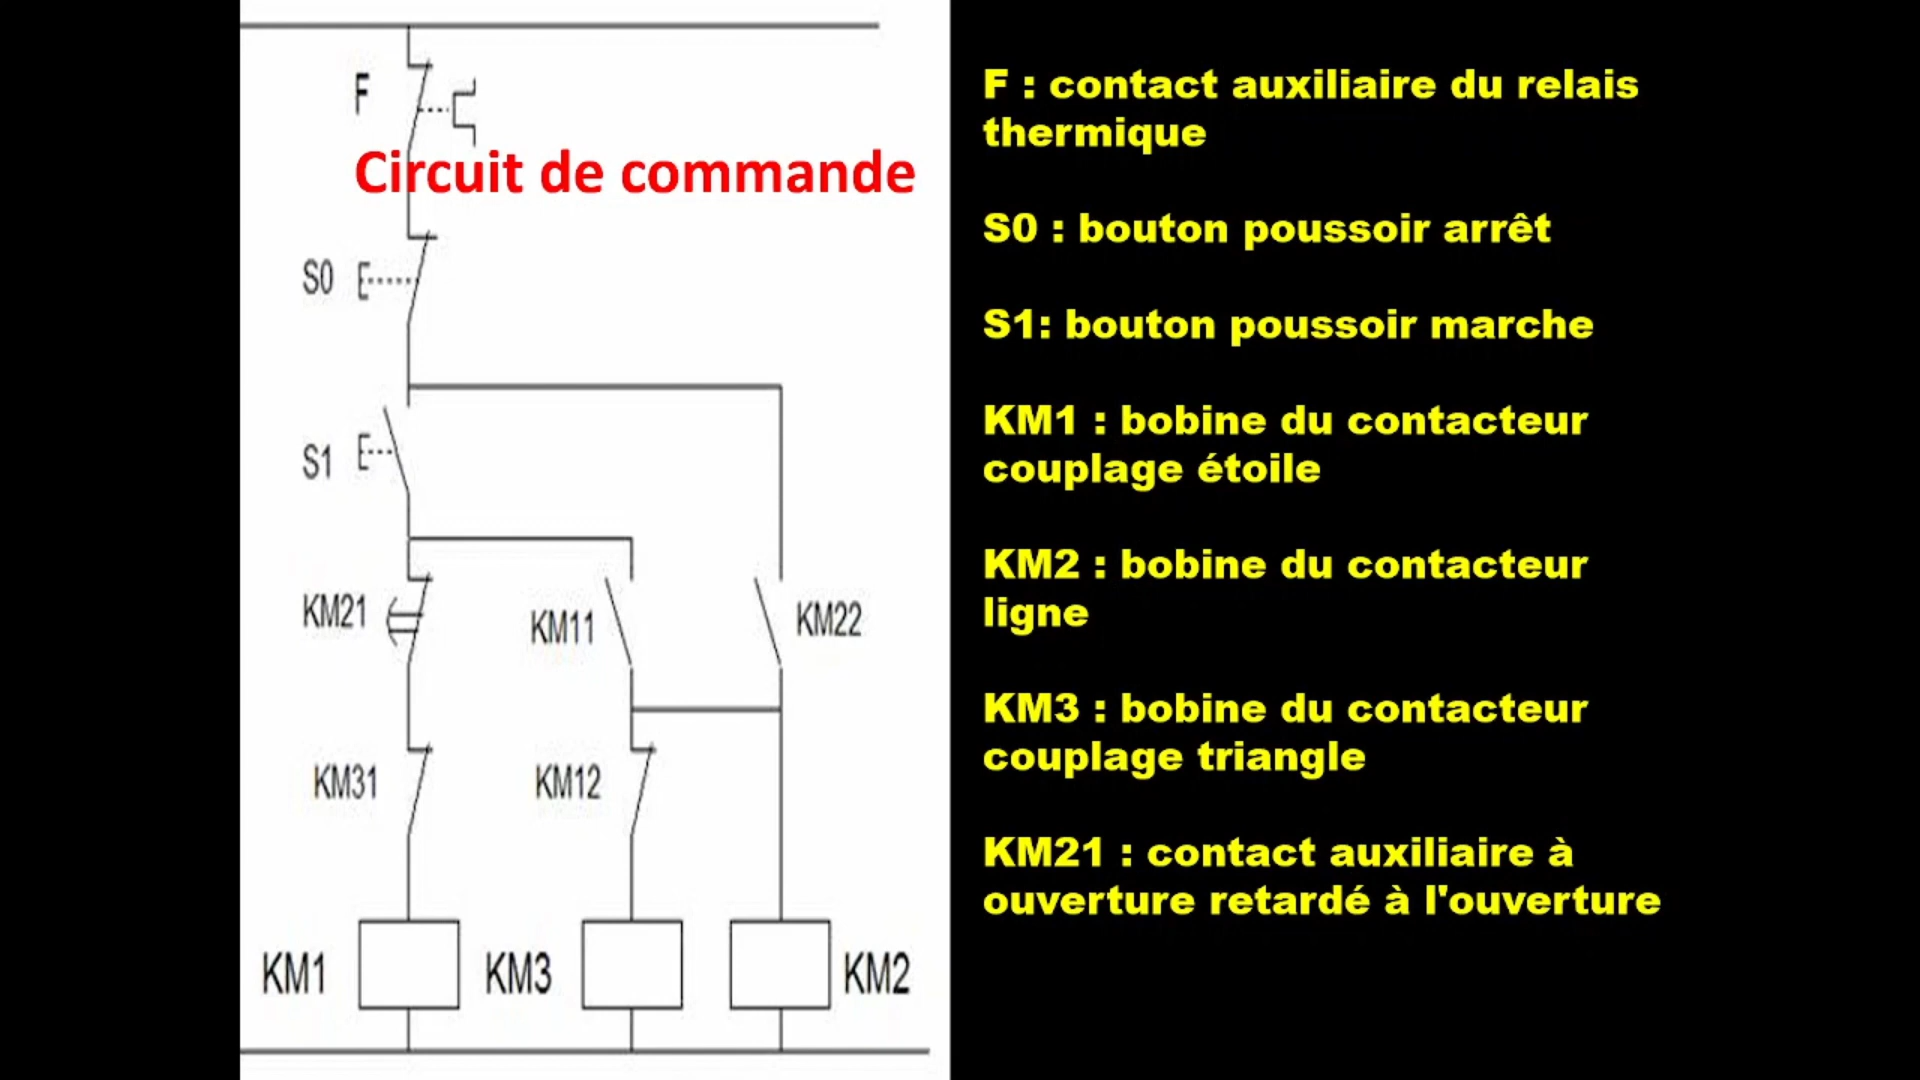 F
Circuit de commande
S0
S1
KM21
KM11
KM22
KM31
KM12
KM1
KM3
KM2
F : contact auxiliaire du relais
thermique
S0 : bouton poussoir arrêt
S1: bouton poussoir marche
KM1 : bobine du contacteur
couplage étoile
KM2 : bobine du contacteur
ligne
KM3 : bobine du contacteur
couplage triangle
KM21 : contact auxiliaire à
ouverture retardé à l'ouverture